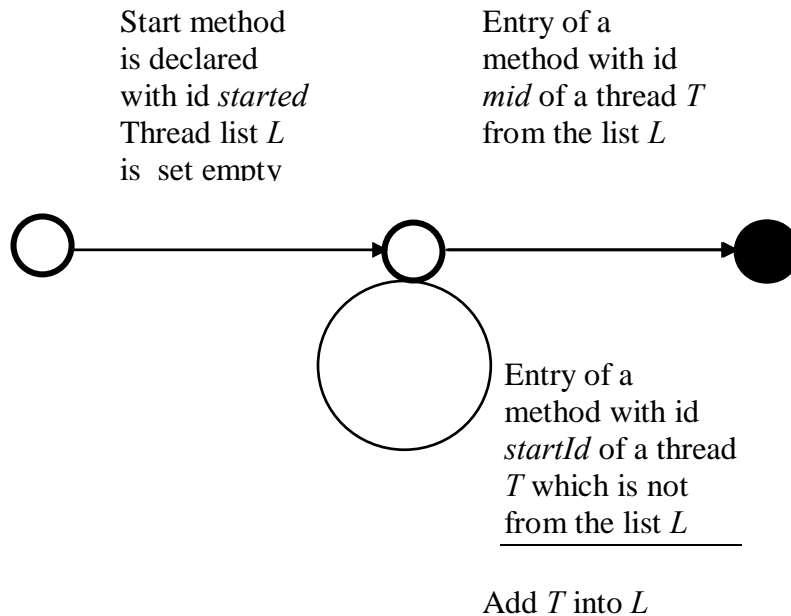 Start method
is declared
with id started
Thread list L
is set empty
Entry of a
method with id
mid of a thread T
from the list L
Entry of a
method with id
startId of a thread
T which is not
from the list L
Add T into L